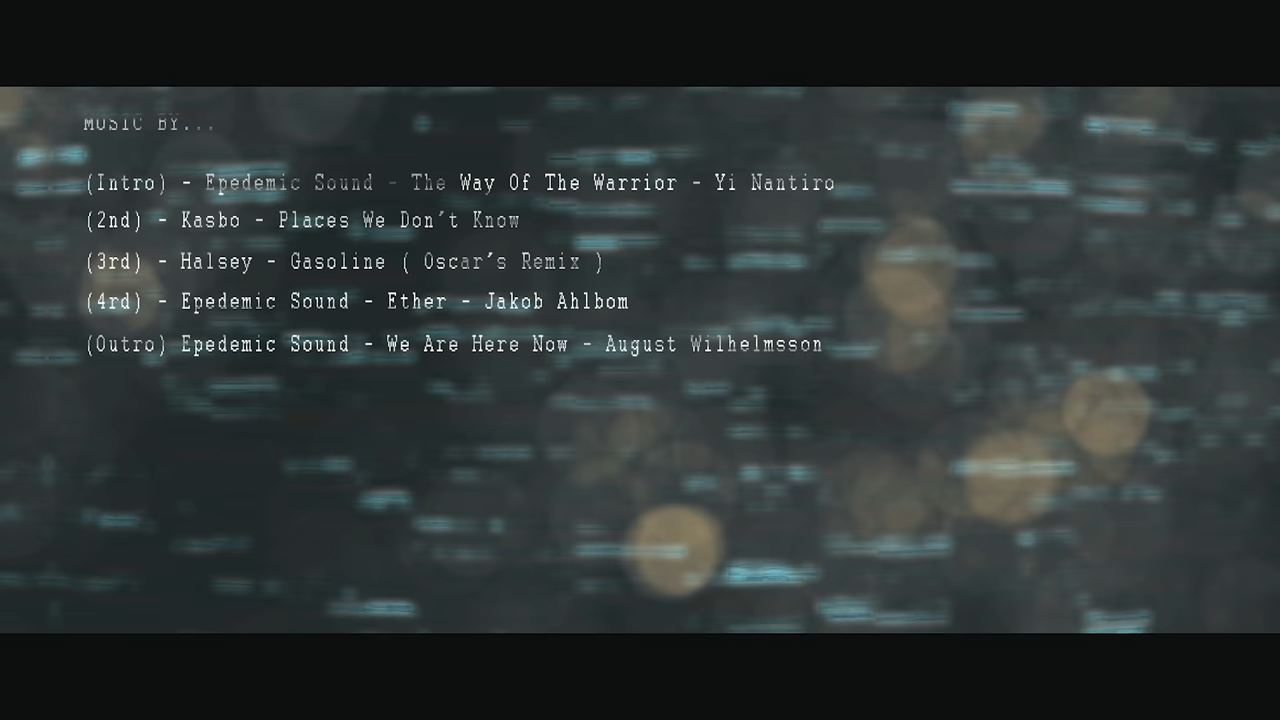 MUSIC BY...
(Intro) - Epedemic Sound - The Way Of The Warrior - Yi Nantiro
(2nd) - Kasbo - Places We Don´t Know
(3rd) - Halsey - Gasoline ( Oscar´s Remix )
(4rd) - Epedemic Sound - Ether - Jakob Ahlbom
(Outro) Epedemic Sound - We Are Here Now - August Wilhelmsson